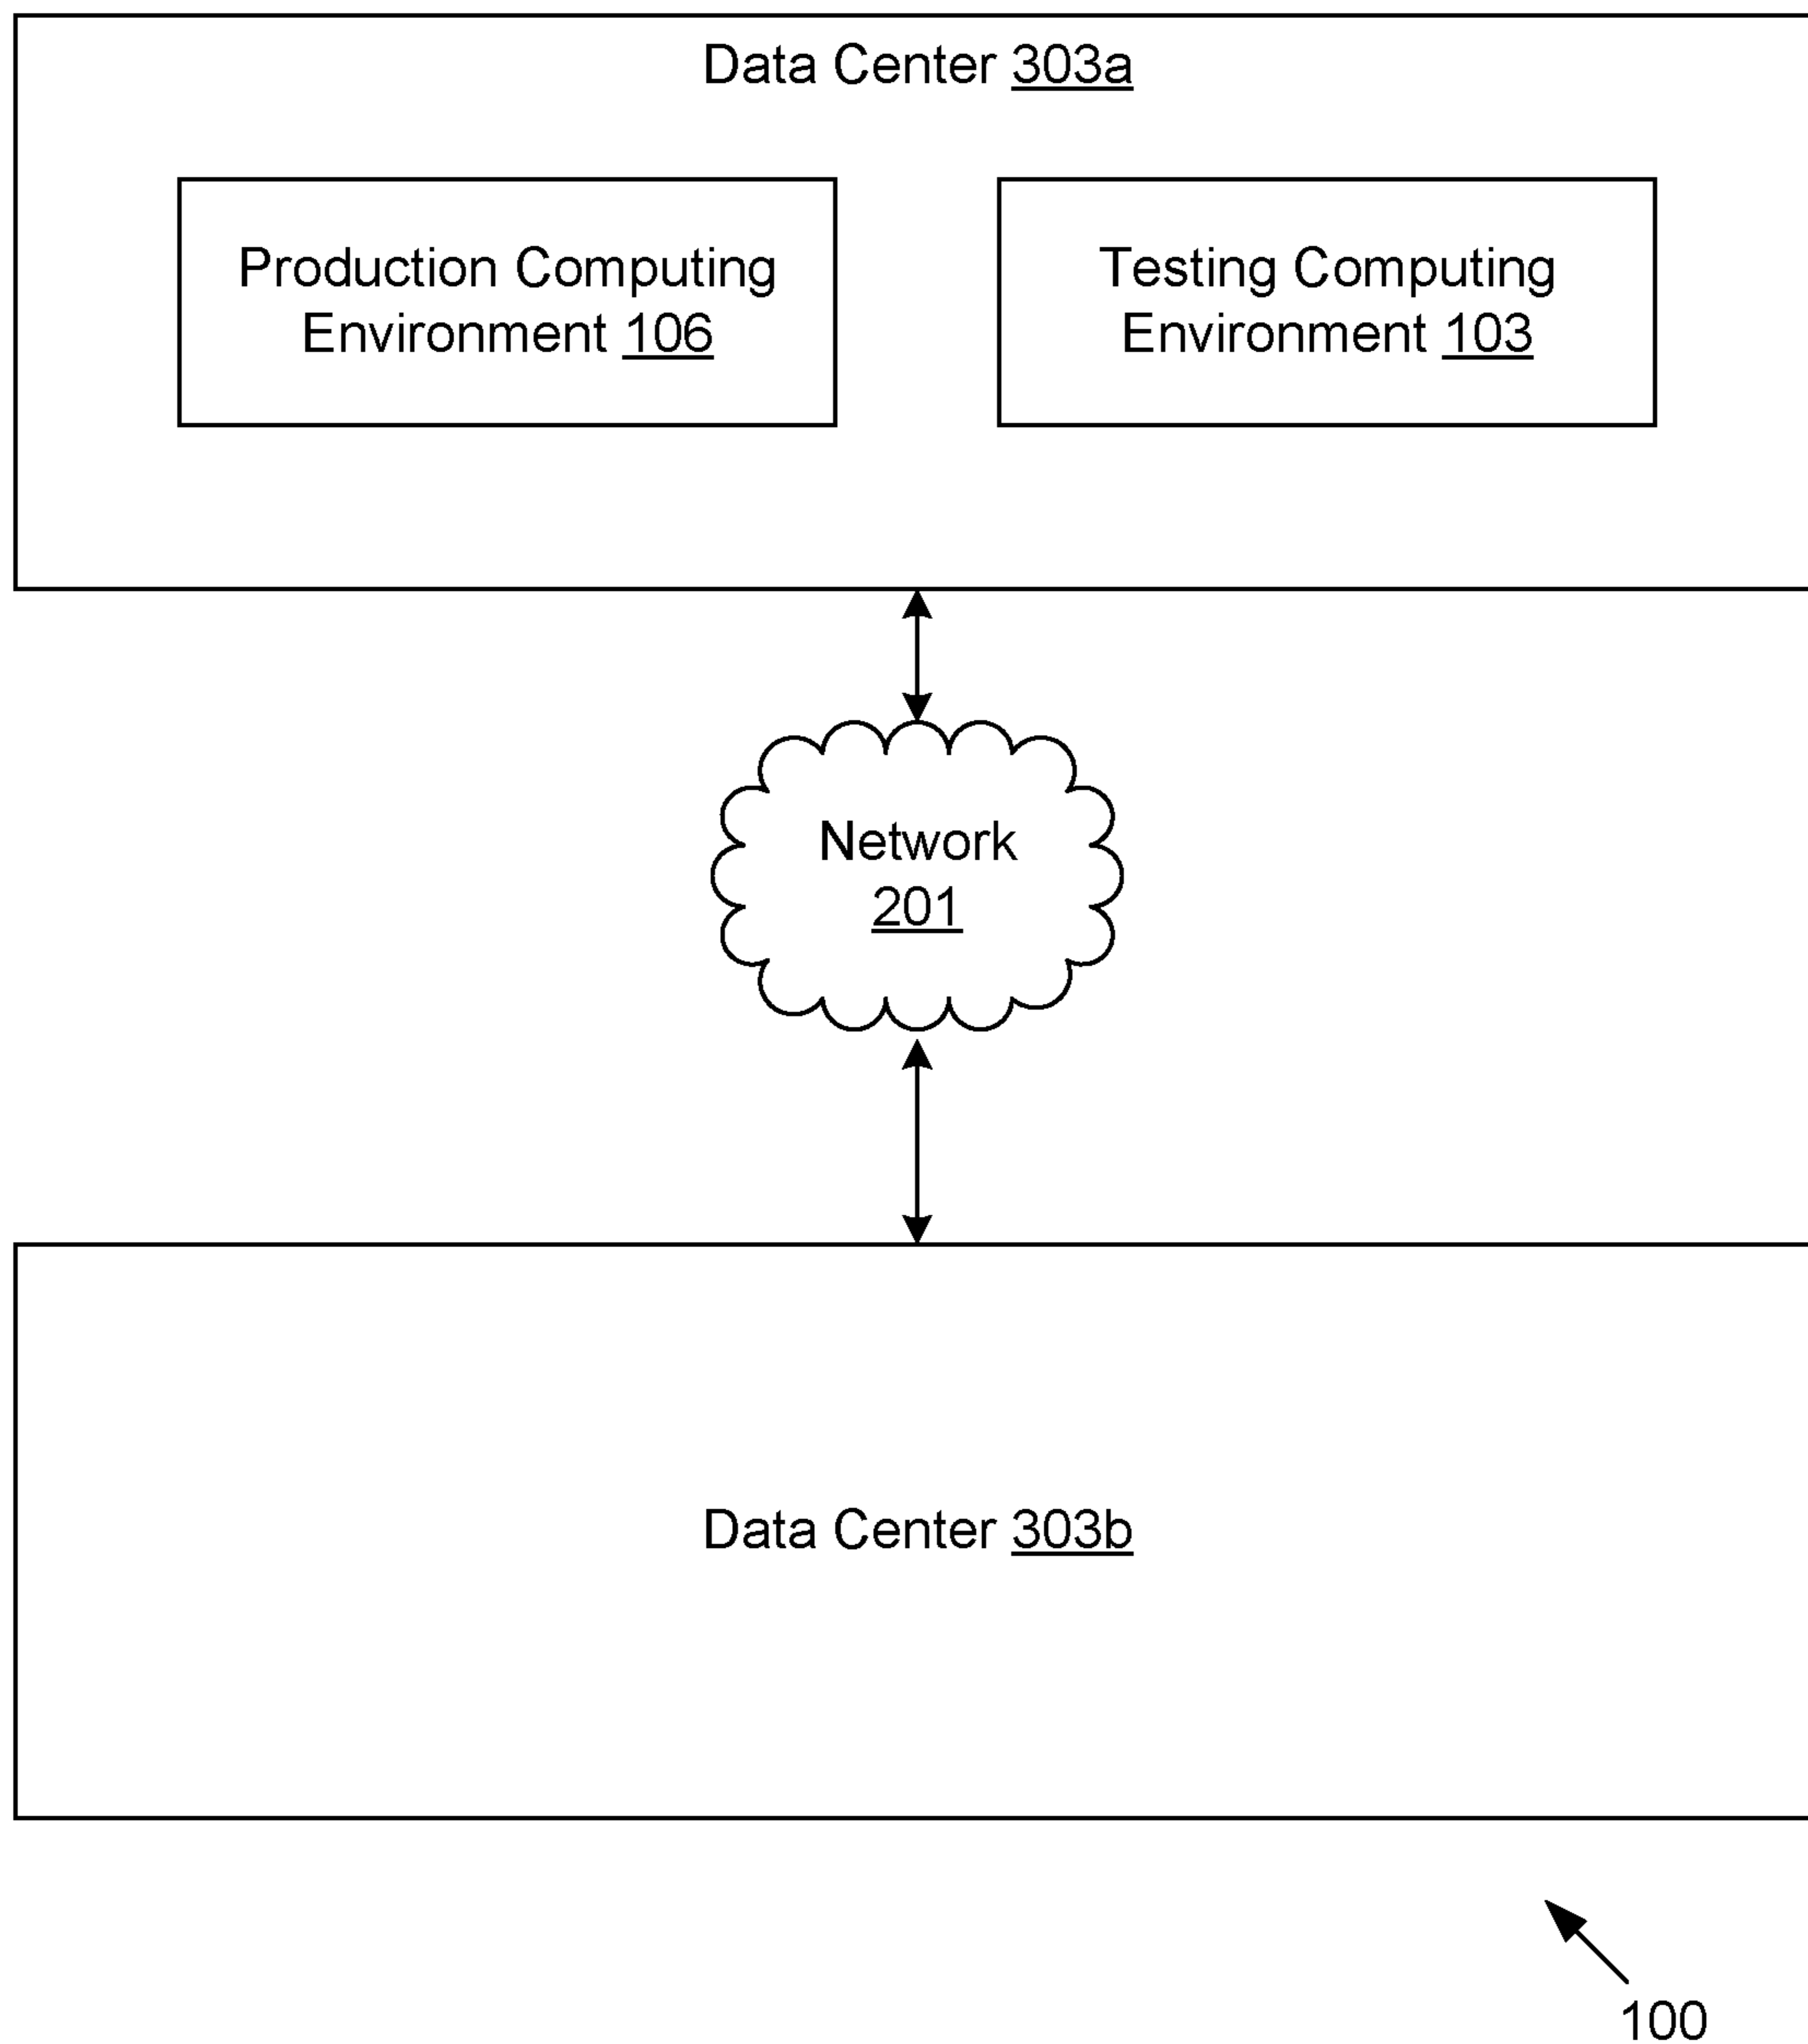 Data Center 303a
Production Computing
Environment 106
Testing Computing
Environment 103
Network
201
Data Center 303b
100